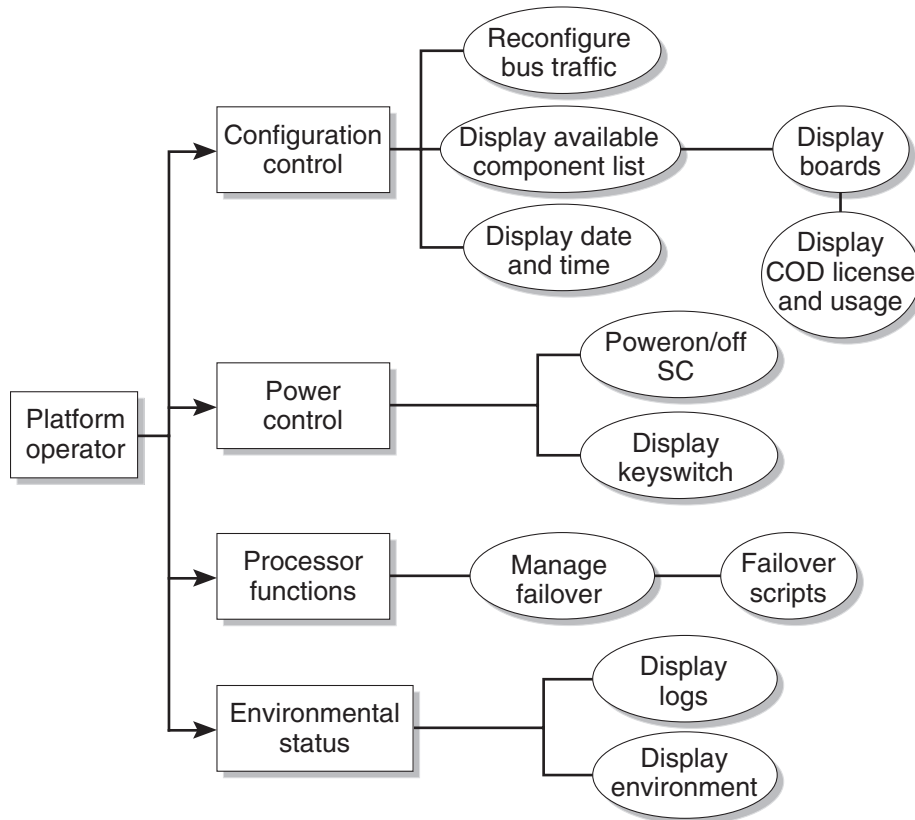 Reconfigure
bus traffic
Configuration
control
Display available
component list
Display
boards
Display date
and time
Display
COD license
and usage
Poweron/off
SC
Platform
operator
Power
control
Display
keyswitch
Processor
functions
Manage
failover
Failover
scripts
Display
logs
Environmental
status
Display
environment